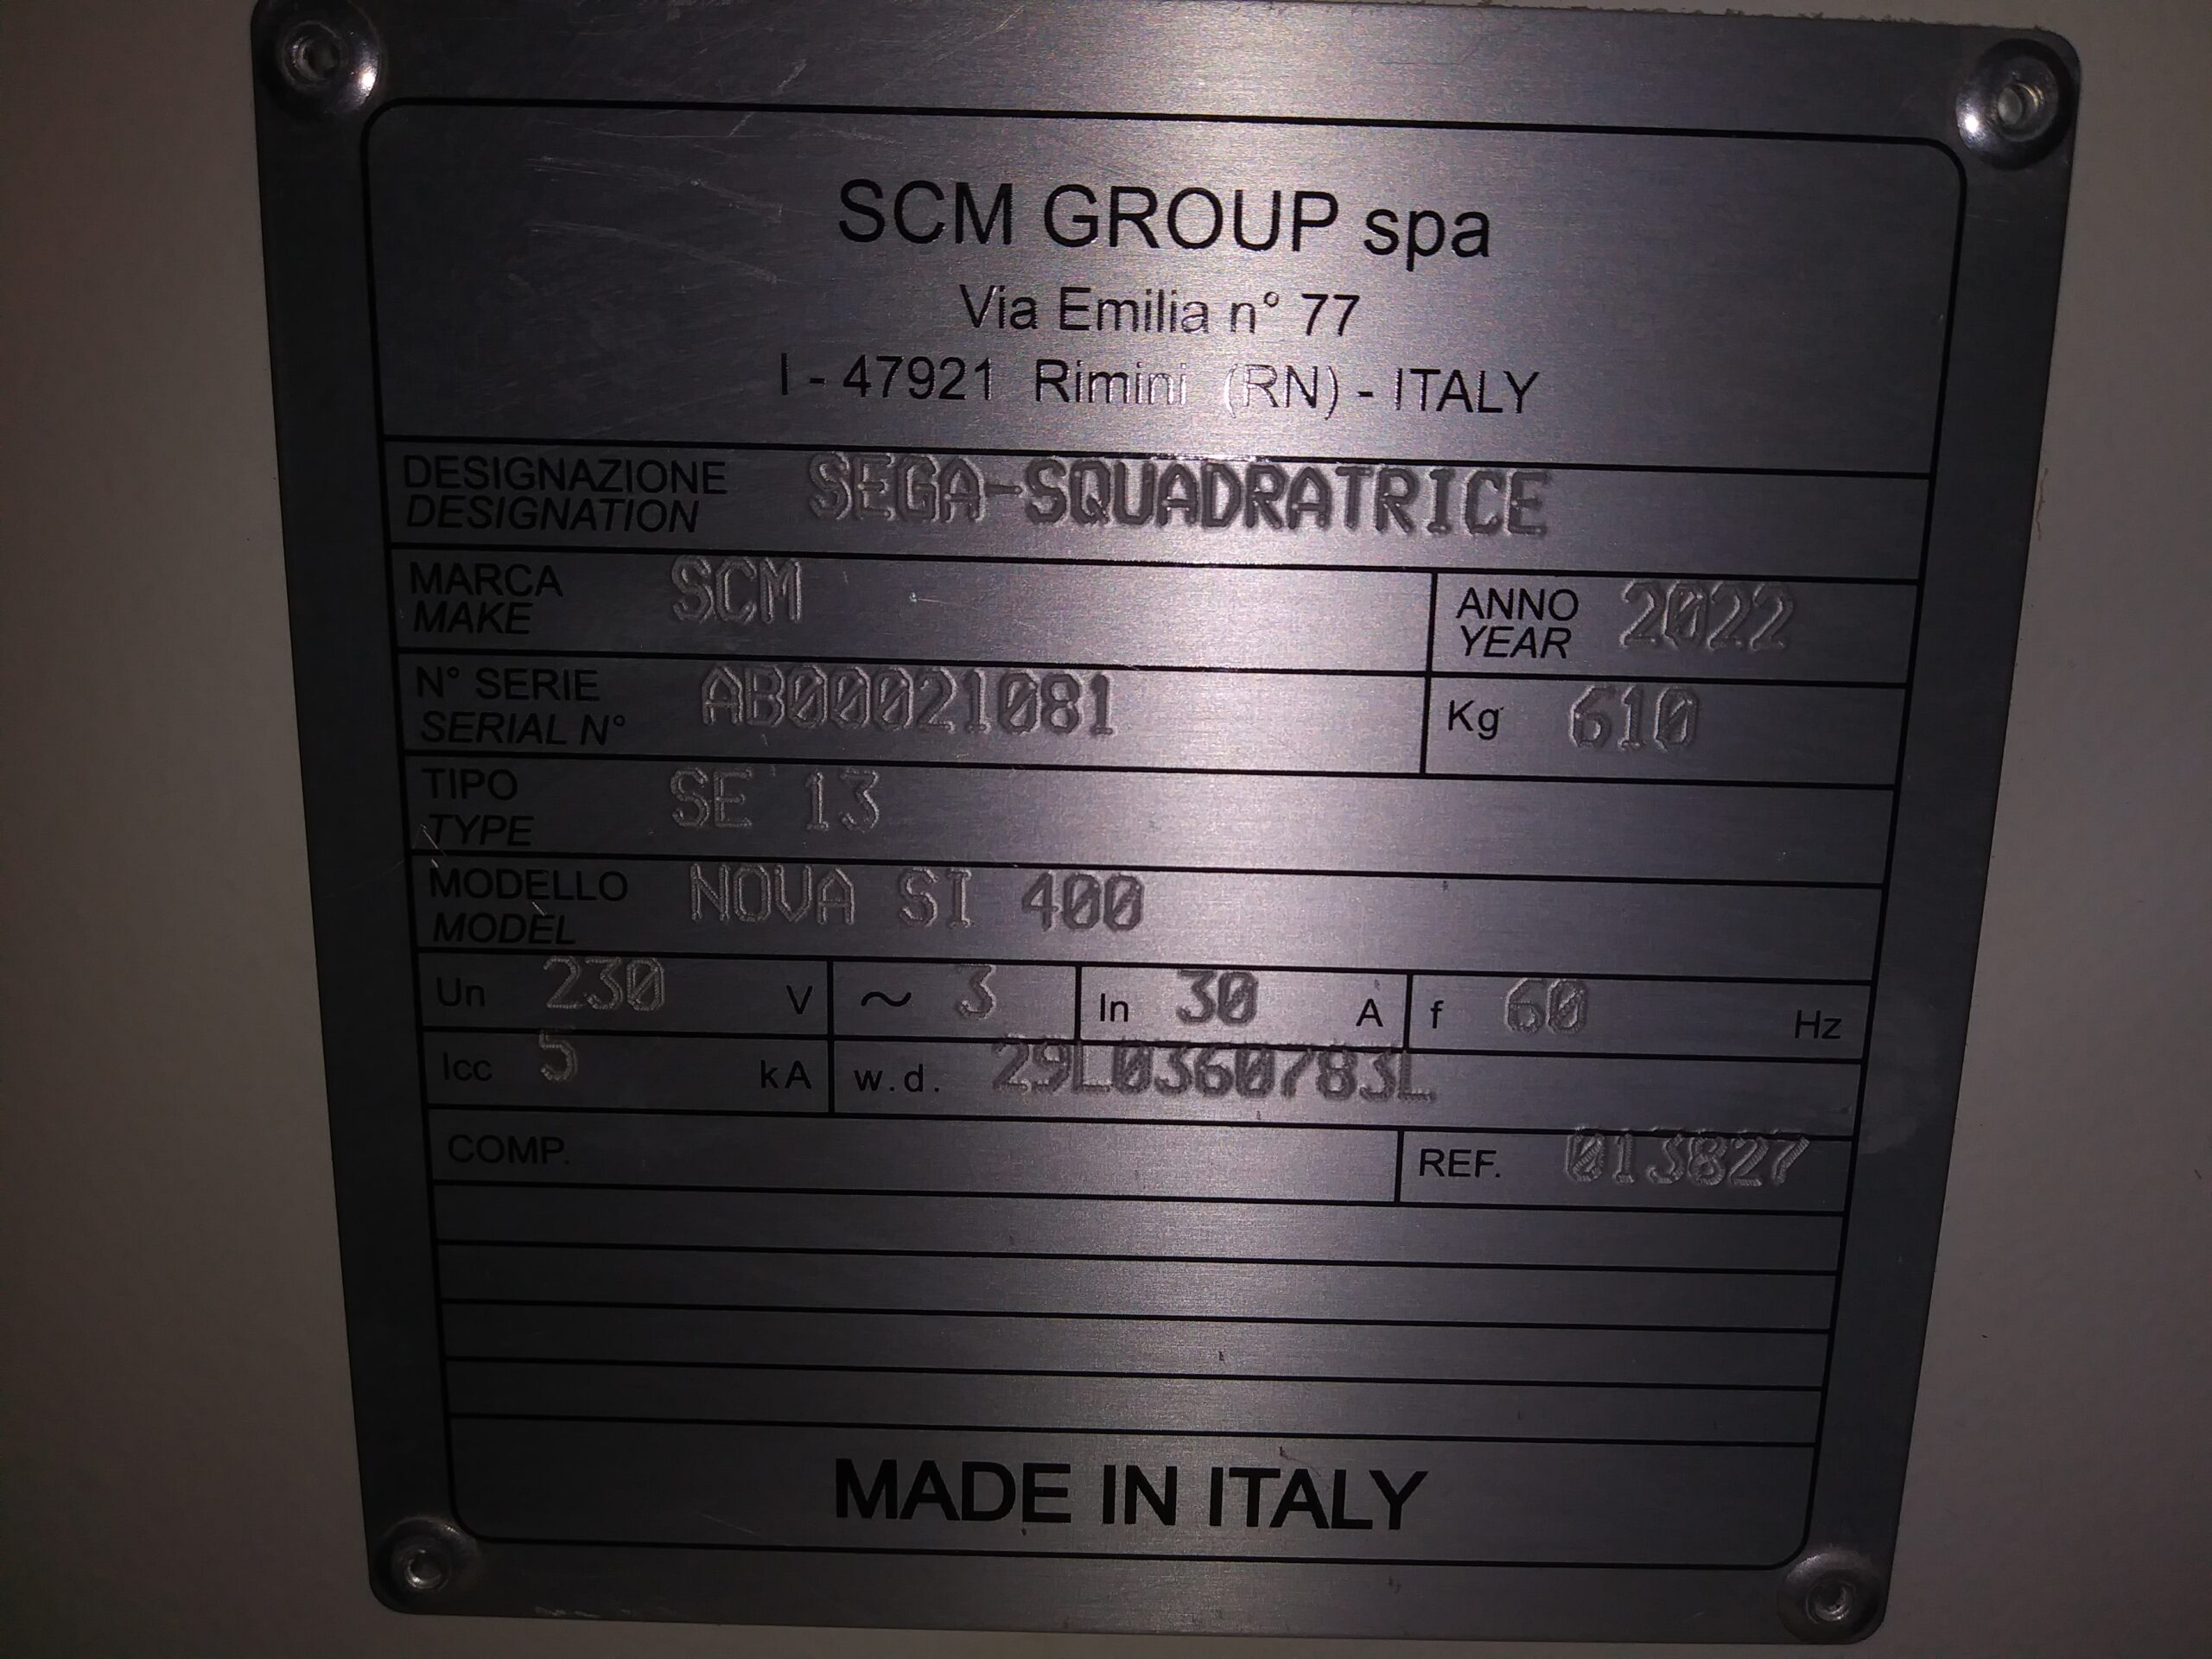 SCM GROUP spa
Via Emilia n° 77
I - 47921 Rimini (RN) - ITALY
DESIGNAZIONE SEGA-SQUADRATRICE
DESIGNATION
MARCA SCM ANNO 2022
MAKE YEAR
N° SERIE AB00021081 Kg 610
SERIAL N°
TIPO SE 13
TYPE
MODELLO NOVA SI 400
MODEL
Un 230 V ~ 3 In 30 A f 60 Hz
Icc 5 kA w.d. 29L0360783L
COMP. REF. 013827
MADE IN ITALY